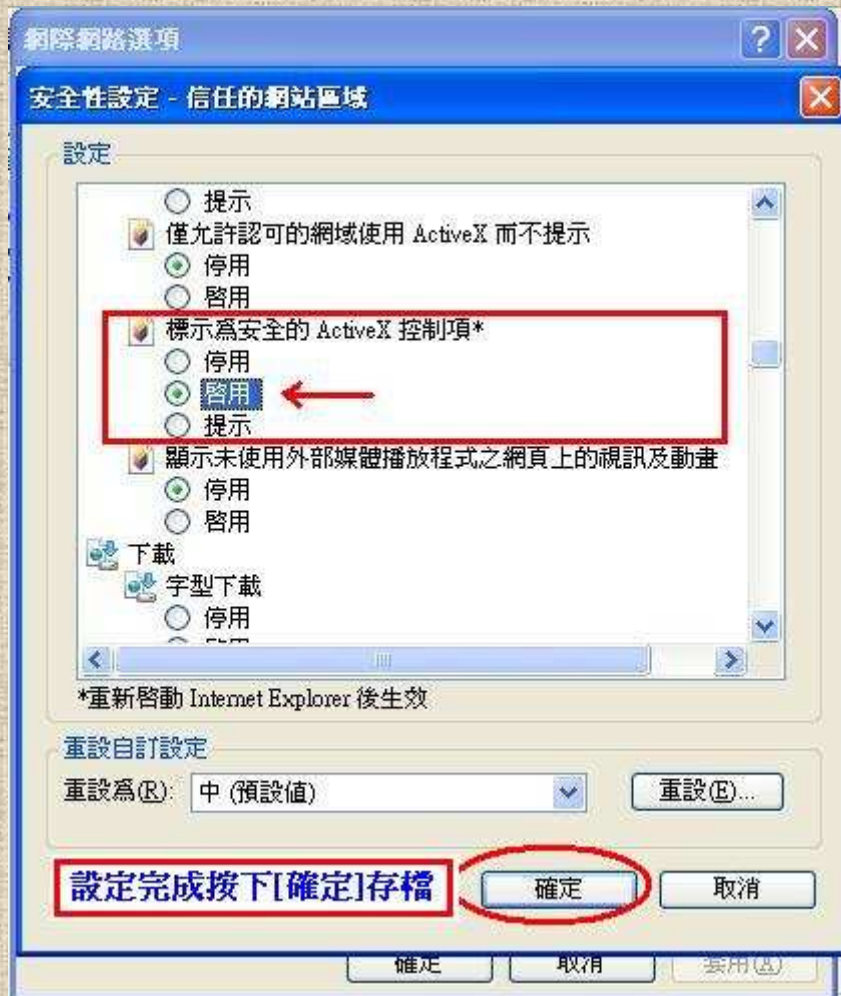 網際網路選項
安全性設定 - 信任的網站區域
設定
提示
僅允許認可的網域使用 ActiveX 而不提示
停用
啓用
標示爲安全的 ActiveX 控制項*
停用
啓用
提示
顯示未使用外部媒體播放程式之網頁上的視訊及動畫
停用
啓用
下載
字型下載
停用
*重新啓動 Internet Explorer 後生效
重設自訂設定
重設爲(R): 中 (預設值) 重設(E)...
設定完成按下[確定]存檔 確定 取消
確定 取消 套用(A)